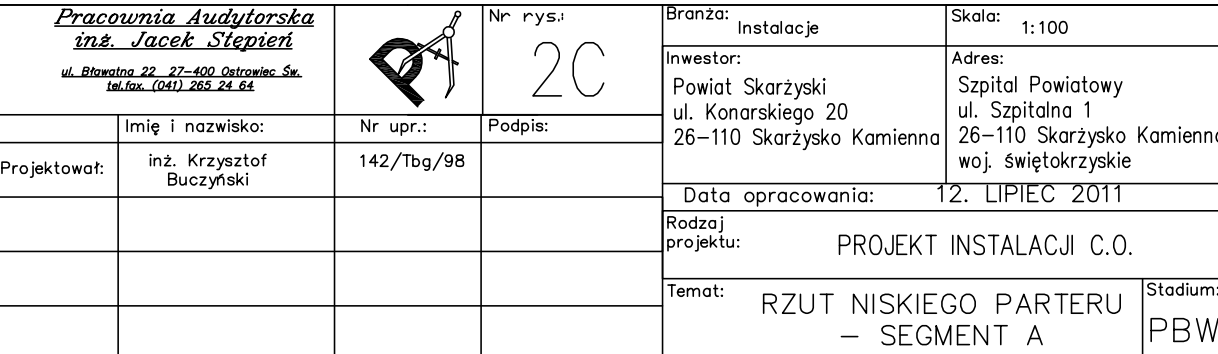 Pracownia Audytorska
inż. Jacek Stępień
ul. Bławatna 22 27-400 Ostrowiec Św.
tel.fax. (041) 265 24 64
Nr rys.:
2C
Branża:
Instalacje
Skala:
1:100
Inwestor:
Powiat Skarżyski
ul. Konarskiego 20
26-110 Skarżysko Kamienna
Adres:
Szpital Powiatowy
ul. Szpitalna 1
26-110 Skarżysko Kamienna
woj. świętokrzyskie
Imię i nazwisko:
Nr upr.:
Podpis:
Projektował:
inż. Krzysztof
Buczyński
142/Tbg/98
Data opracowania: 12. LIPIEC 2011
Rodzaj
projektu:
PROJEKT INSTALACJI C.O.
Temat:
RZUT NISKIEGO PARTERU
– SEGMENT A
Stadium:
PBW